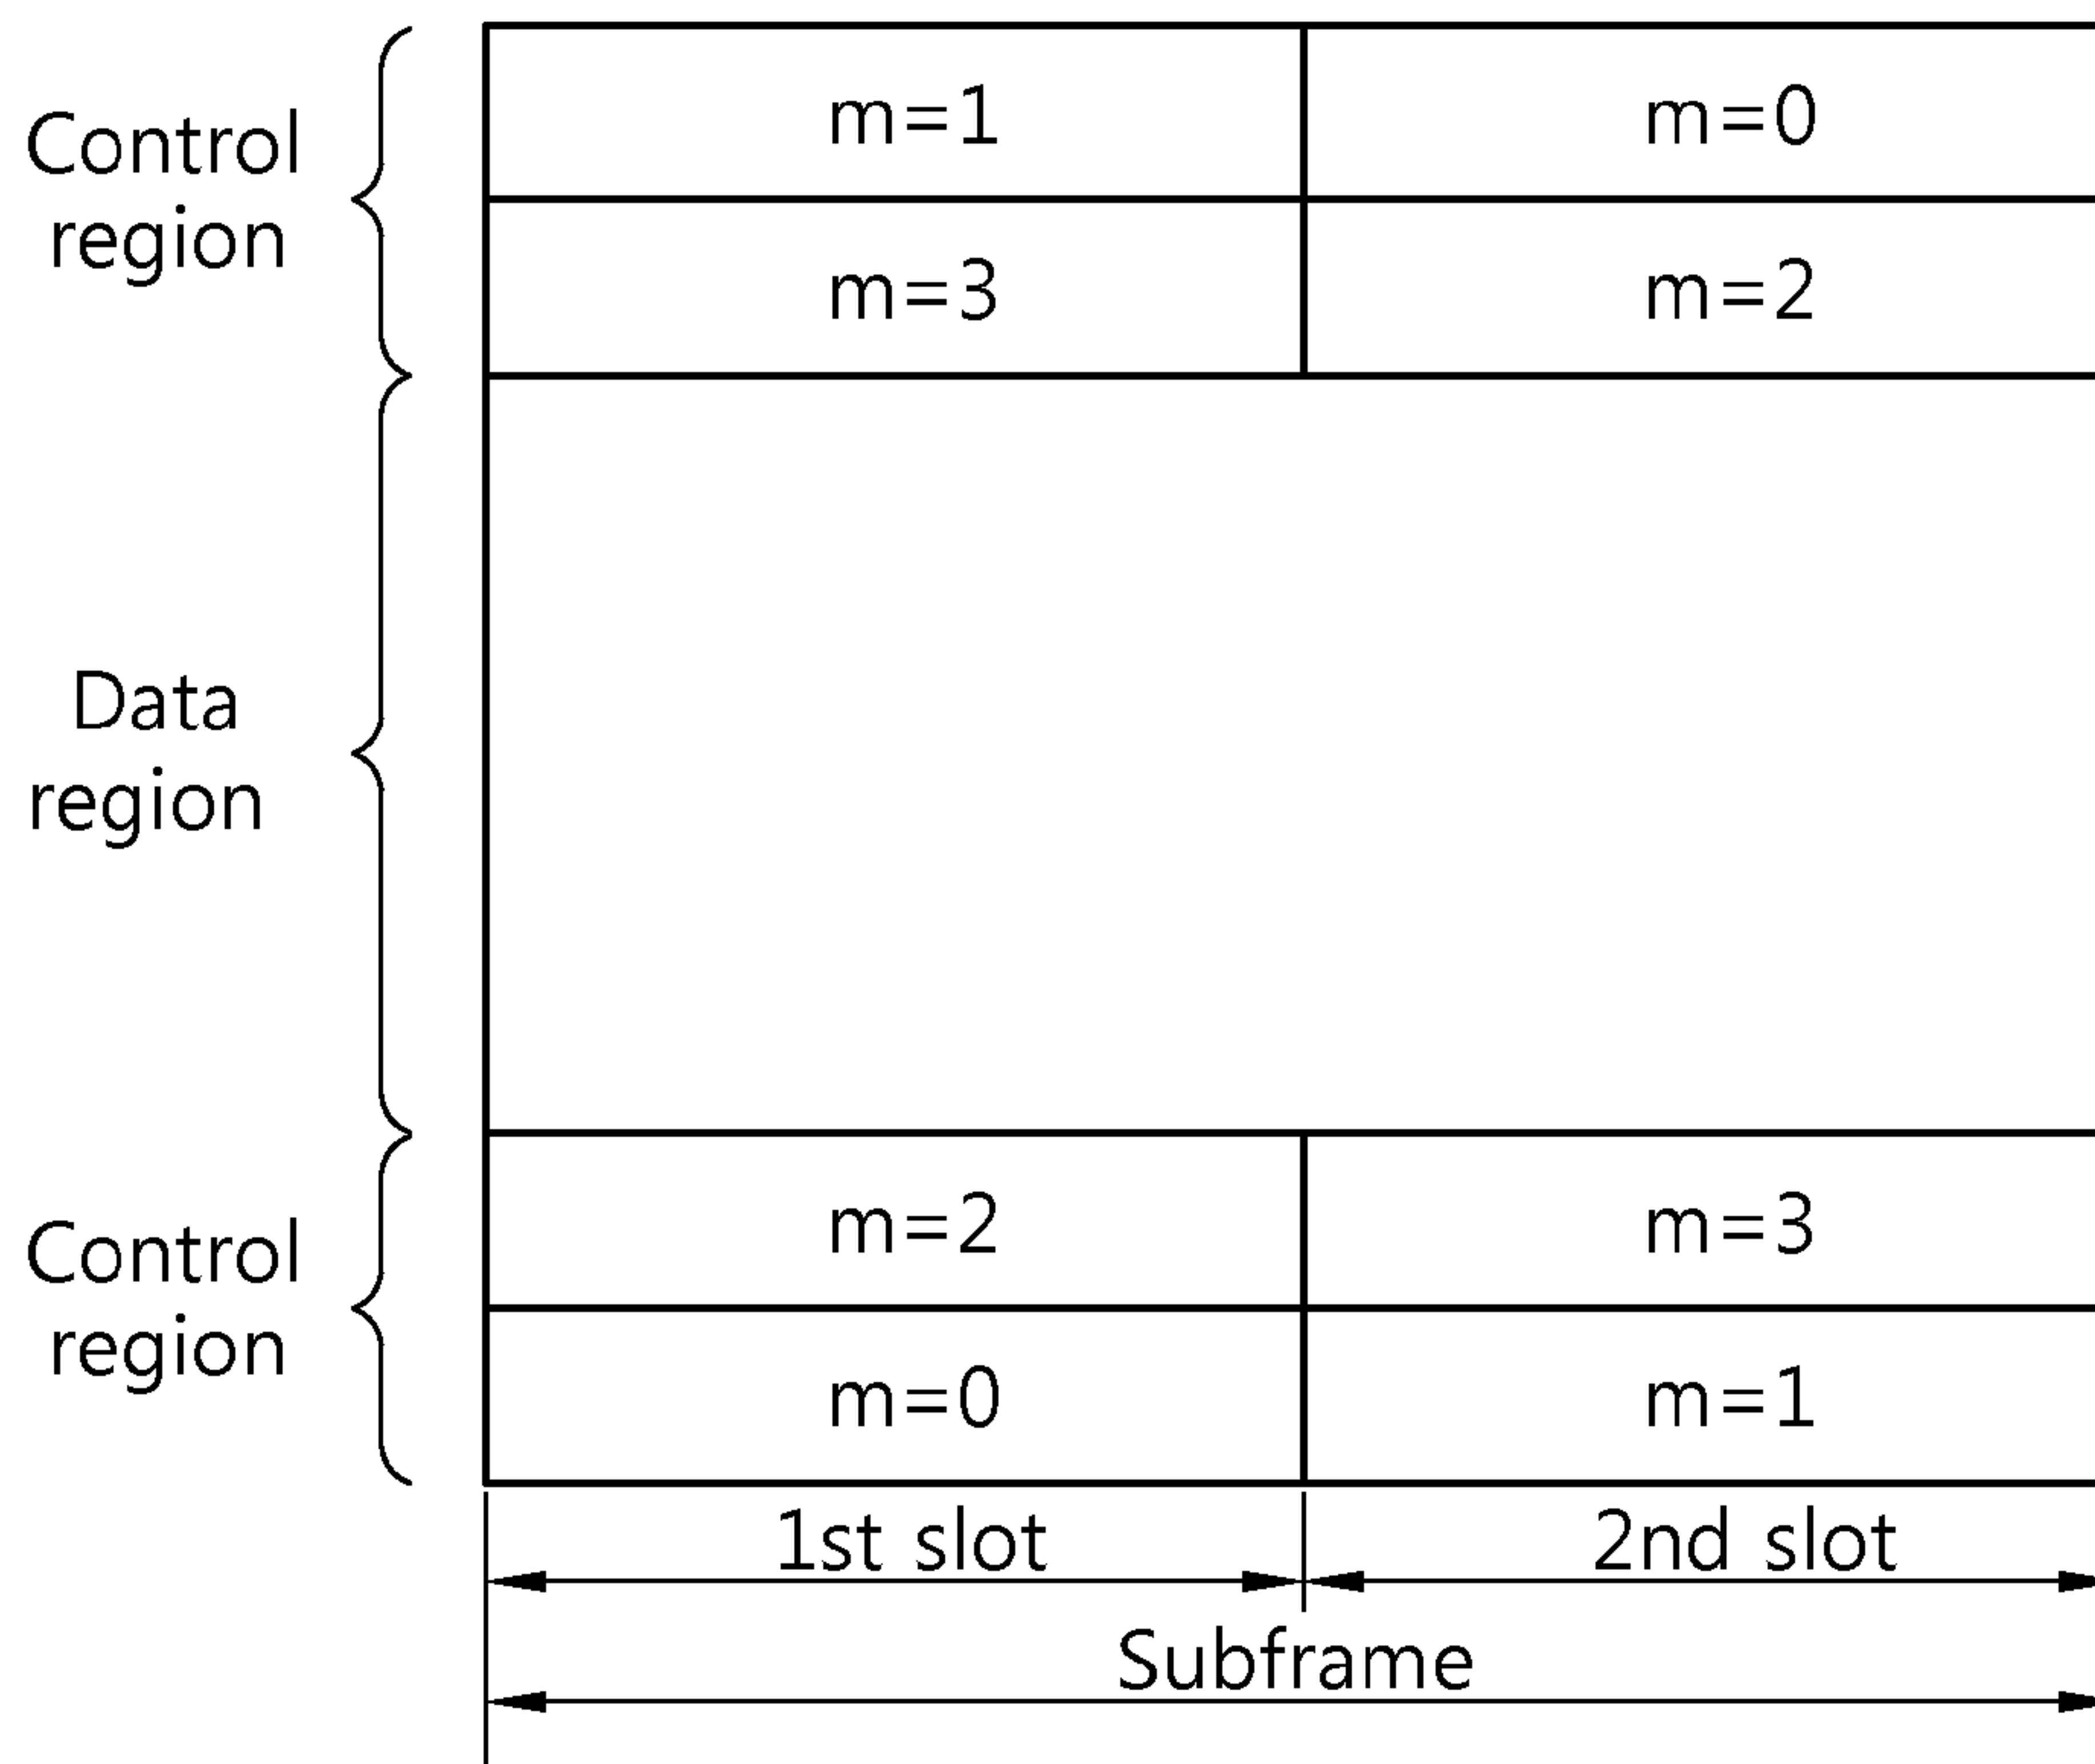 Control
region
m=1
m=0
m=3
m=2
Data
region
Control
region
m=2
m=3
m=0
m=1
1st slot
2nd slot
Subframe